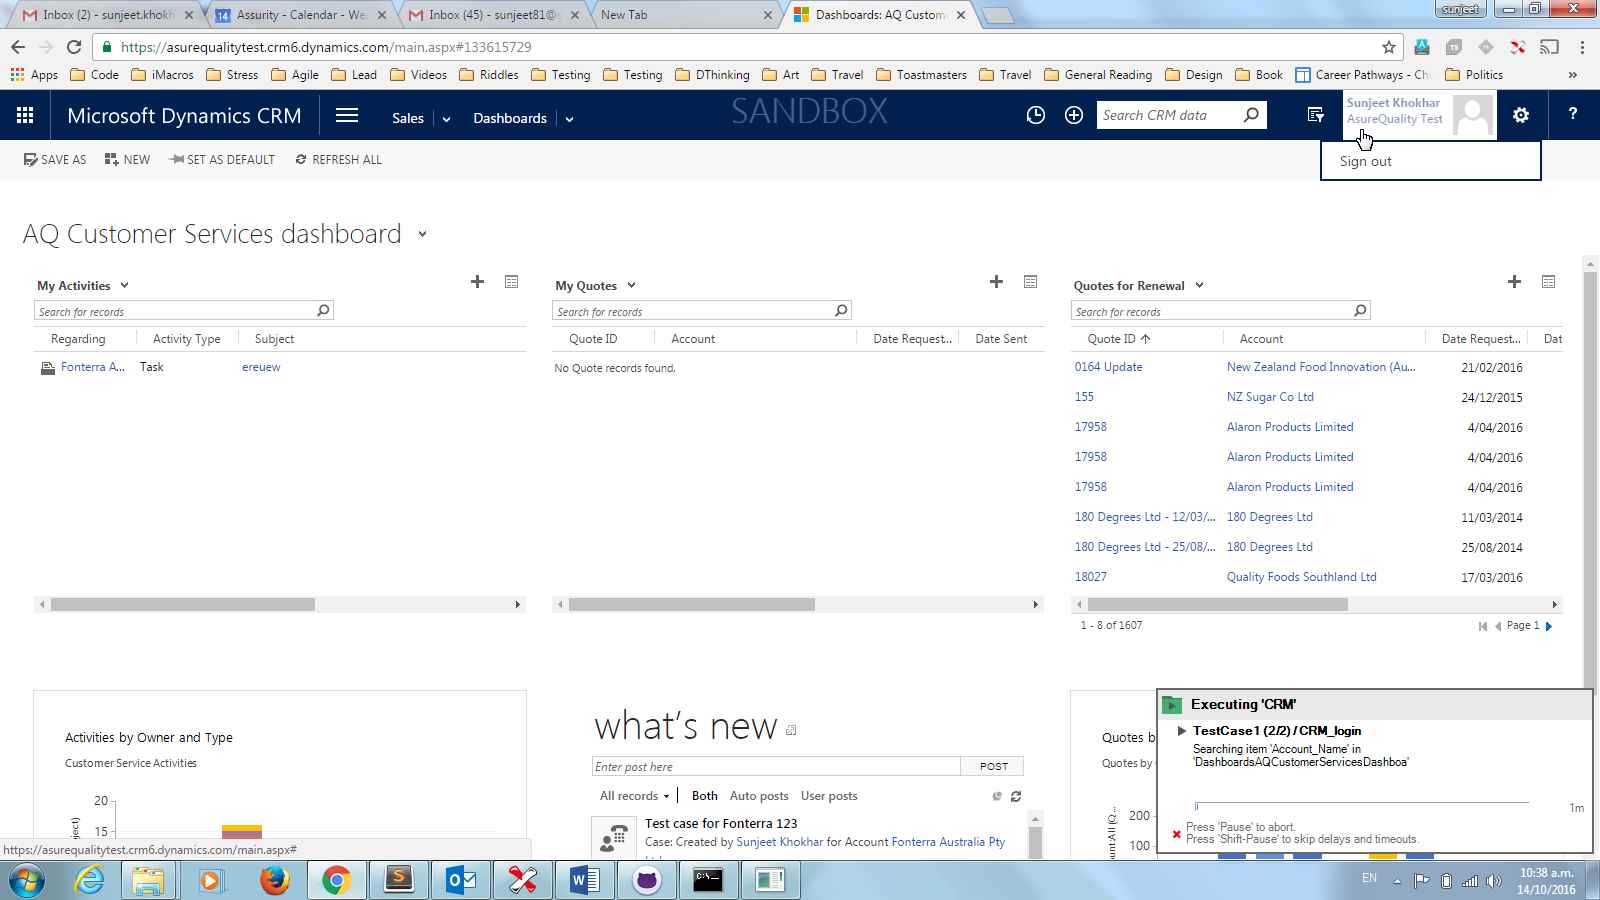 Inbox (2) - sunjeet.khokh
Assurity - Calendar - We
Inbox (45) - sunjeet81@
New Tab
Dashboards: AQ Custom
sunjeet
https://asurequalitytest.crm6.dynamics.com/main.aspx#133615729
Apps Code iMacros Stress Agile Lead Videos Riddles Testing Testing DThinking Art Travel Toastmasters Travel General Reading Design Book Career Pathways - Ch Politics »
Microsoft Dynamics CRM
Sales
Dashboards
SANDBOX
Search CRM data
Sunjeet Khokhar
AsureQuality Test
?
SAVE AS NEW SET AS DEFAULT REFRESH ALL
Sign out
AQ Customer Services dashboard
My Activities
Search for records
Regarding Activity Type Subject
Fonterra A... Task ereuew
My Quotes
Search for records
Quote ID Account Date Request... Date Sent
No Quote records found.
Quotes for Renewal
Search for records
Quote ID Account Date Request... Dat
0164 Update New Zealand Food Innovation (Au... 21/02/2016
155 NZ Sugar Co Ltd 24/12/2015
17958 Alaron Products Limited 4/04/2016
17958 Alaron Products Limited 4/04/2016
17958 Alaron Products Limited 4/04/2016
180 Degrees Ltd - 12/03/... 180 Degrees Ltd 11/03/2014
180 Degrees Ltd - 25/08/... 180 Degrees Ltd 25/08/2014
18027 Quality Foods Southland Ltd 17/03/2016
1 - 8 of 1607
Page 1
Activities by Owner and Type
Customer Service Activities
20
15
ject)
what's new
Enter post here
POST
All records Both Auto posts User posts
Test case for Fonterra 123
Case: Created by Sunjeet Khokhar for Account Fonterra Australia Pty
Quotes b
Quotes by
200
100
ount:All (Q...
Executing 'CRM'
TestCase1 (2/2) / CRM_login
Searching item 'Account_Name' in
'DashboardsAQCustomerServicesDashboa'
1m
Press 'Pause' to abort.
Press 'Shift-Pause' to skip delays and timeouts.
https://asurequalitytest.crm6.dynamics.com/main.aspx#
EN
10:38 a.m.
14/10/2016